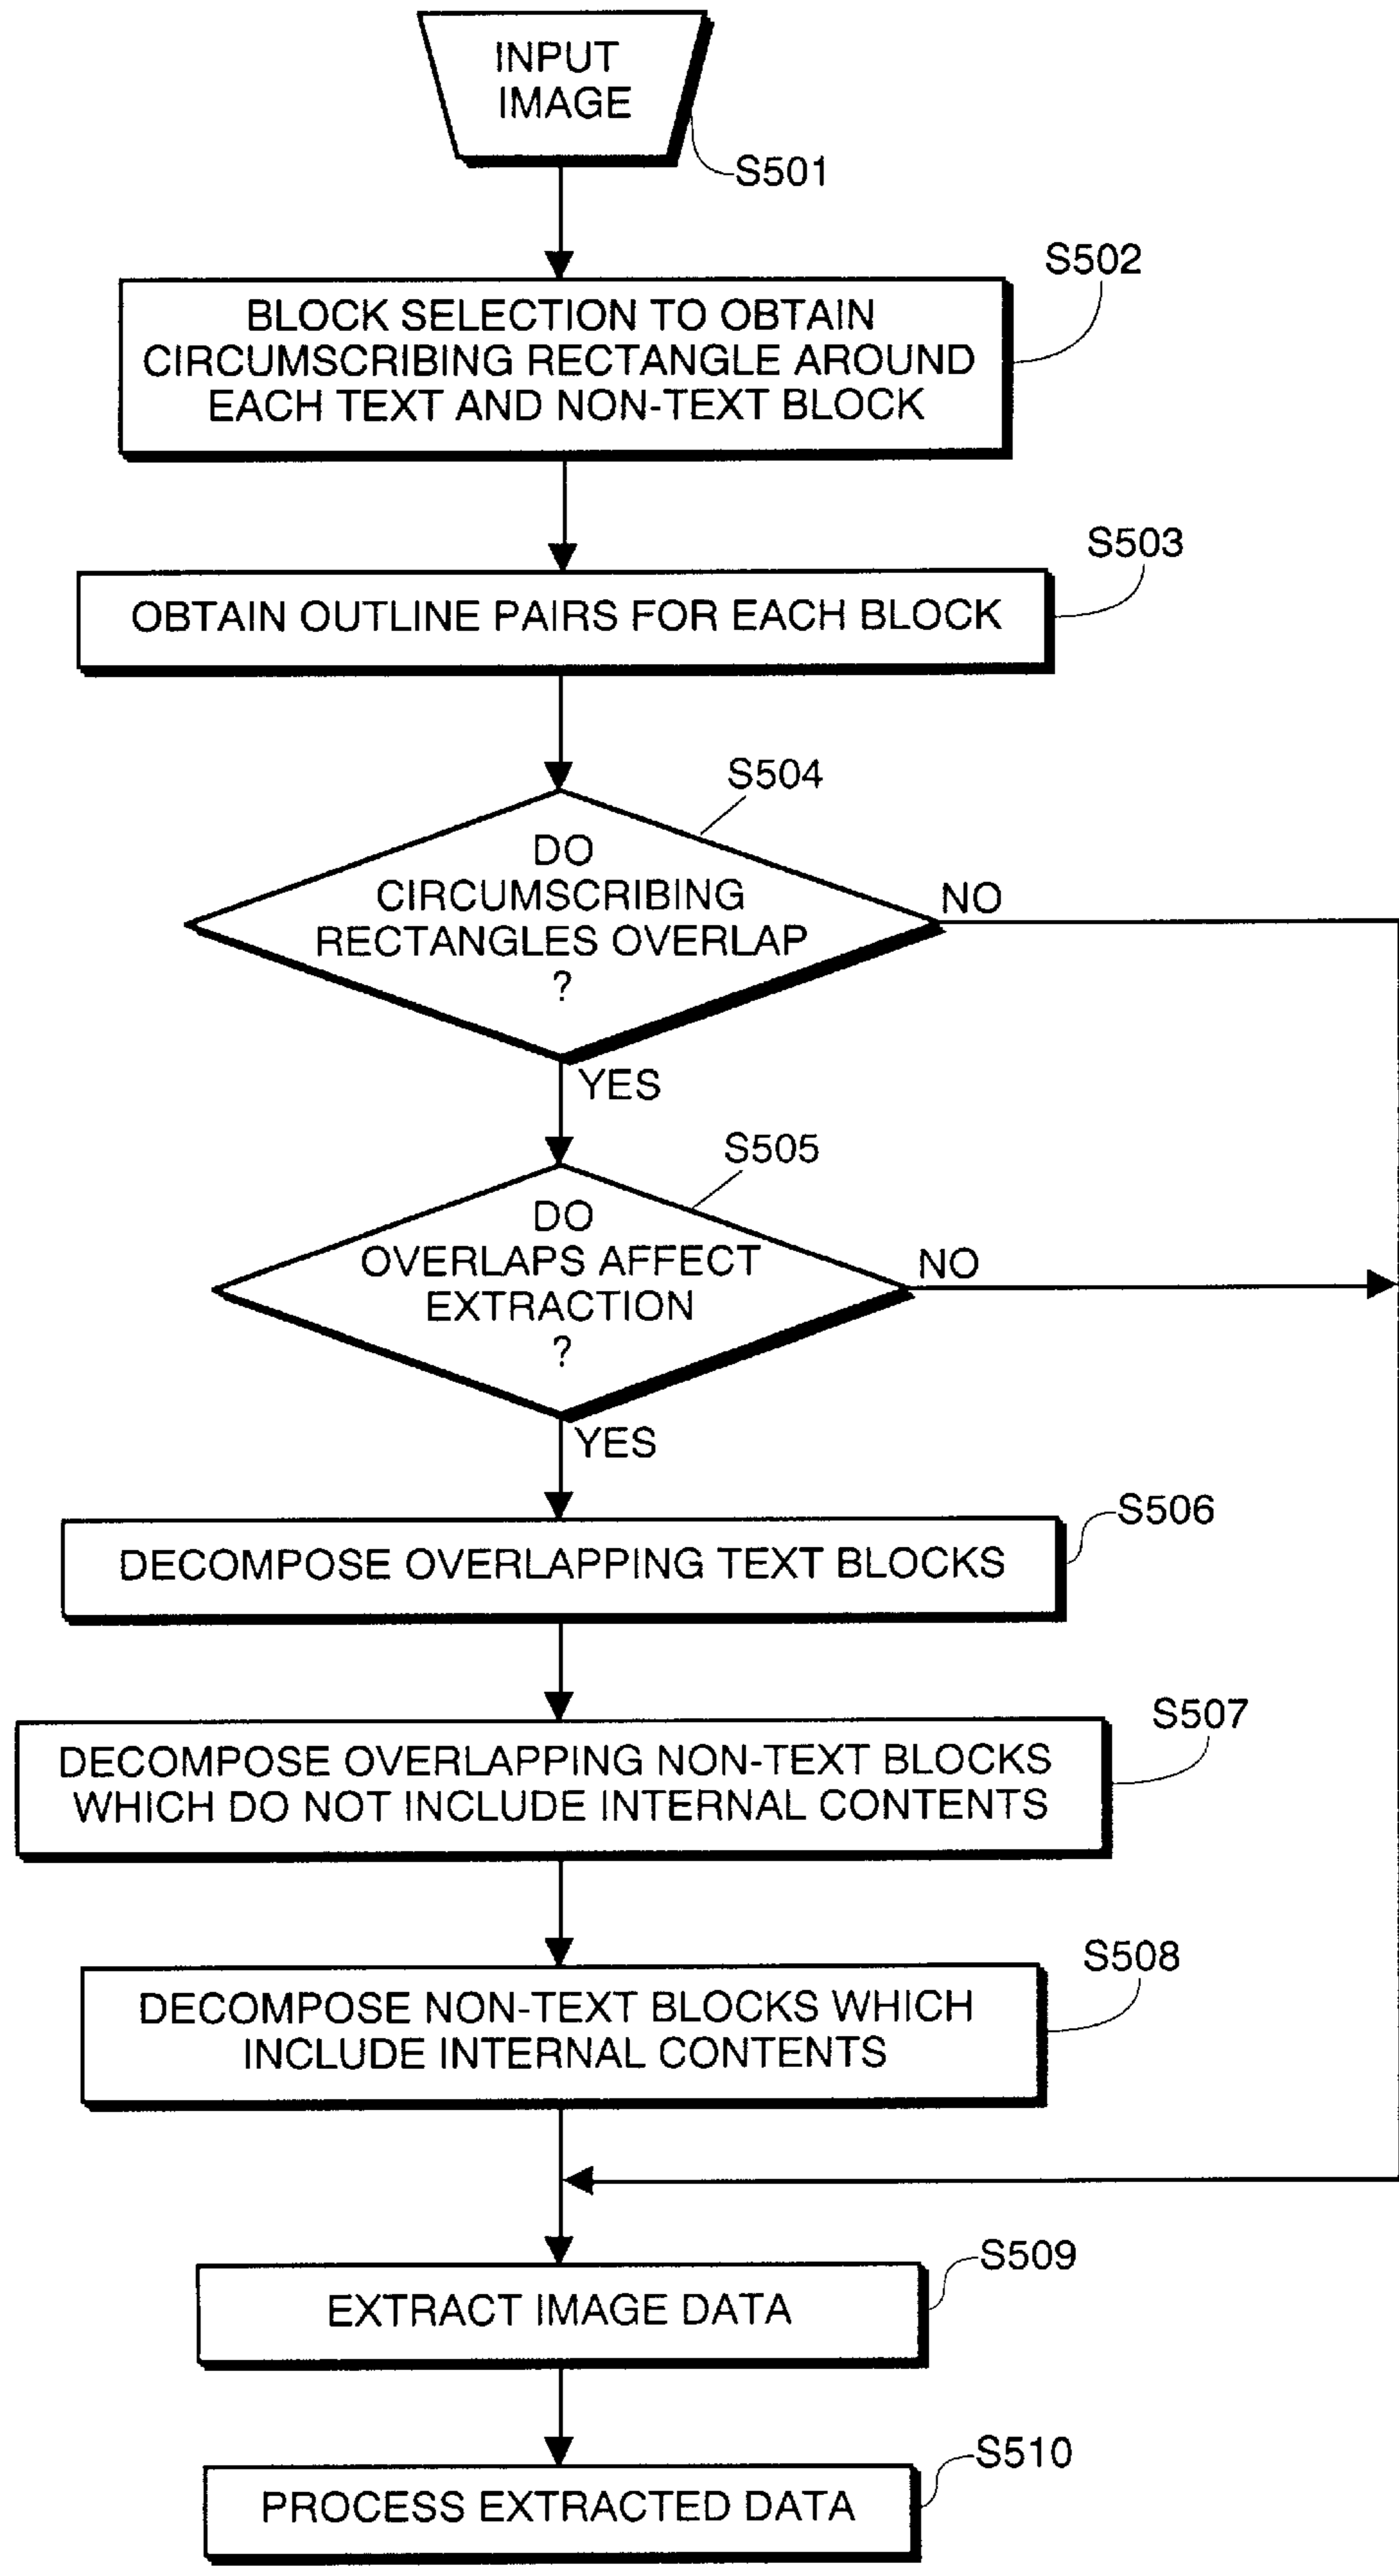 INPUT
IMAGE
S501
S502
BLOCK SELECTION TO OBTAIN
CIRCUMSCRIBING RECTANGLE AROUND
EACH TEXT AND NON-TEXT BLOCK
S503
OBTAIN OUTLINE PAIRS FOR EACH BLOCK
S504
DO
CIRCUMSCRIBING
RECTANGLES OVERLAP
?
NO
YES
S505
DO
OVERLAPS AFFECT
EXTRACTION
?
NO
YES
S506
DECOMPOSE OVERLAPPING TEXT BLOCKS
S507
DECOMPOSE OVERLAPPING NON-TEXT BLOCKS
WHICH DO NOT INCLUDE INTERNAL CONTENTS
S508
DECOMPOSE NON-TEXT BLOCKS WHICH
INCLUDE INTERNAL CONTENTS
S509
EXTRACT IMAGE DATA
S510
PROCESS EXTRACTED DATA